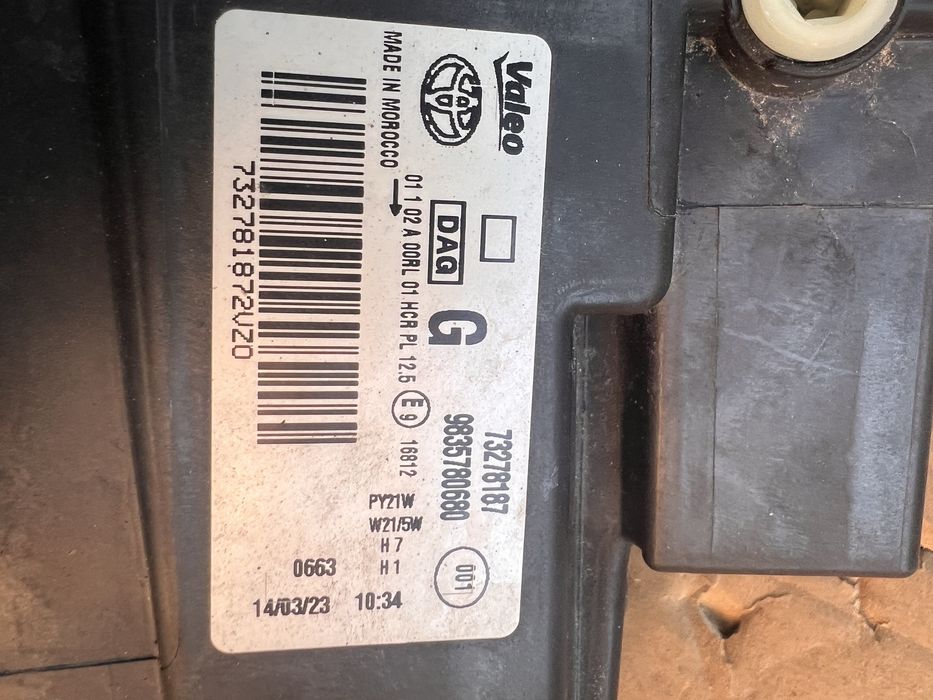 Valeo
73278187
9835780680
DAG
G
001
01 1 02 A 00RL 01 HCR PL 12.5 E9 16812
MADE IN MOROCCO
PY21W
W21/5W
H7
H1
732781872VZ0
0663
14/03/23 10:34